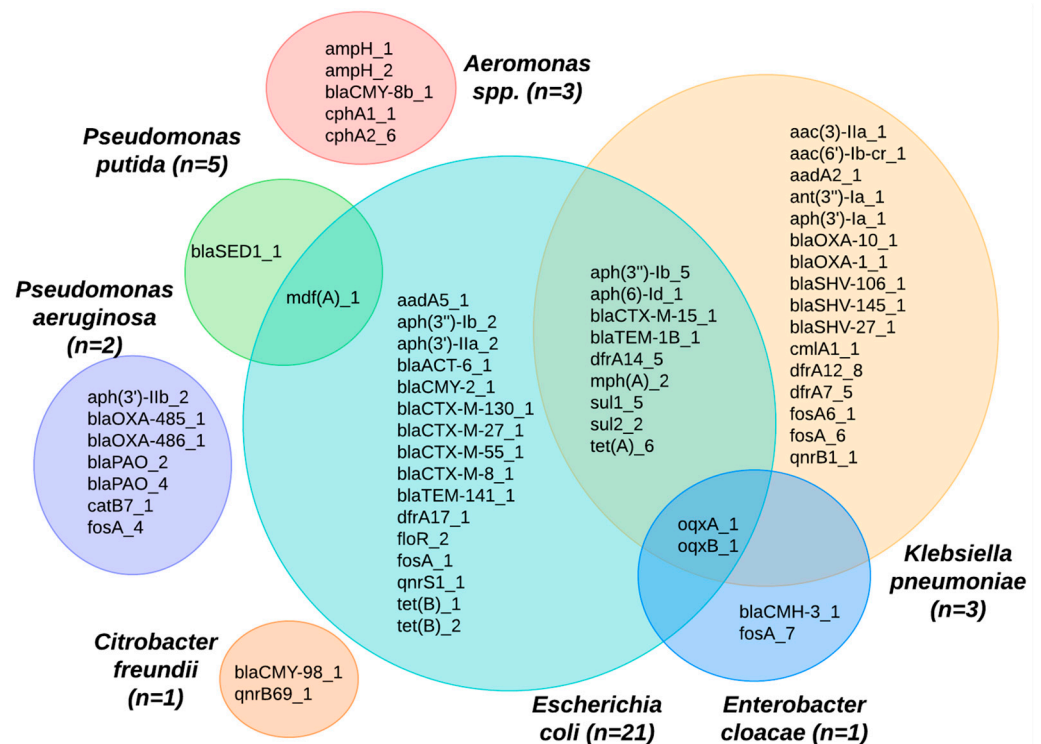 ampH_1
ampH_2
blaCMY-8b_1
cphA1_1
cphA2_6
Aeromonas
spp. (n=3)
Pseudomonas
putida (n=5)
blaSED1_1
mdf(A)_1
Pseudomonas
aeruginosa
(n=2)
aph(3')-IIb_2
blaOXA-485_1
blaOXA-486_1
blaPAO_2
blaPAO_4
catB7_1
fosA_4
aadA5_1
aph(3'')-Ib_2
aph(3')-IIa_2
blaACT-6_1
blaCMY-2_1
blaCTX-M-130_1
blaCTX-M-27_1
blaCTX-M-55_1
blaCTX-M-8_1
blaTEM-141_1
dfrA17_1
floR_2
fosA_1
qnrS1_1
tet(B)_1
tet(B)_2
aph(3'')-Ib_5
aph(6)-Id_1
blaCTX-M-15_1
blaTEM-1B_1
dfrA14_5
mph(A)_2
sul1_5
sul2_2
tet(A)_6
aac(3)-IIa_1
aac(6')-Ib-cr_1
aadA2_1
ant(3'')-Ia_1
aph(3')-Ia_1
blaOXA-10_1
blaOXA-1_1
blaSHV-106_1
blaSHV-145_1
blaSHV-27_1
cmlA1_1
dfrA12_8
dfrA7_5
fosA6_1
fosA_6
qnrB1_1
oqxA_1
oqxB_1
Klebsiella
pneumoniae
(n=3)
blaCMH-3_1
fosA_7
Citrobacter
freundii
(n=1)
blaCMY-98_1
qnrB69_1
Escherichia
coli (n=21)
Enterobacter
cloacae (n=1)